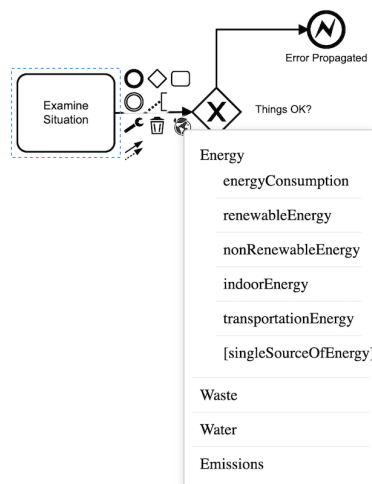 Error Propagated
Examine
Situation
X
Things OK?
Energy
energyConsumption
renewableEnergy
nonRenewableEnergy
indoorEnergy
transportationEnergy
[singleSourceOfEnergy]
Waste
Water
Emissions